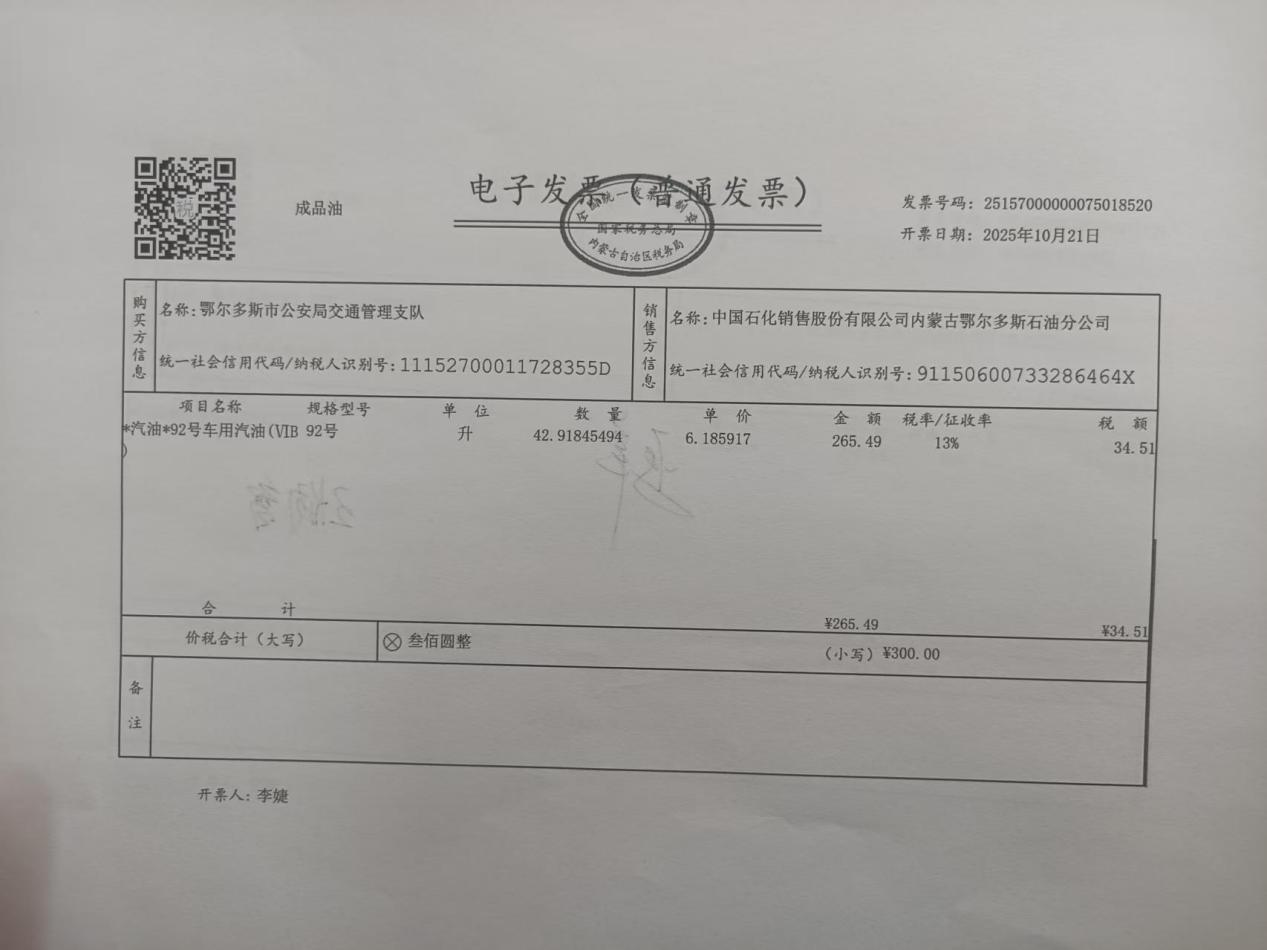 电子发票（普通发票）
全国统一发票监制章
国家税务总局
内蒙古自治区税务局
税
成品油
发票号码：25157000000075018520
开票日期：2025年10月21日
购买方信息
名称：鄂尔多斯市公安局交通管理支队
统一社会信用代码/纳税人识别号：11152700011728355D
销售方信息
名称：中国石化销售股份有限公司内蒙古鄂尔多斯石油分公司
统一社会信用代码/纳税人识别号：91150600733286464X
项目名称 规格型号 单位 数量 单价 金额 税率/征收率 税额
*汽油*92号车用汽油(VIB 92号 升 42.91845494 6.185917 265.49 13% 34.51
)
合计 ¥265.49 ¥34.51
价税合计（大写） ⊗ 叁佰圆整 （小写）¥300.00
备注
开票人：李婕